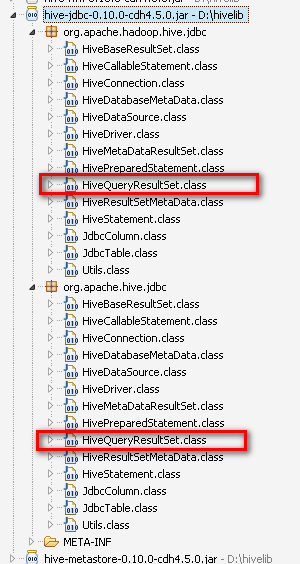 hive-jdbc-0.10.0-cdh4.5.0.jar - D:\hivelib
org.apache.hadoop.hive.jdbc
HiveBaseResultSet.class
HiveCallableStatement.class
HiveConnection.class
HiveDatabaseMetaData.class
HiveDataSource.class
HiveDriver.class
HiveMetaDataResultSet.class
HivePreparedStatement.class
HiveQueryResultSet.class
HiveResultSetMetaData.class
HiveStatement.class
JdbcColumn.class
JdbcTable.class
Utils.class
org.apache.hive.jdbc
HiveBaseResultSet.class
HiveCallableStatement.class
HiveConnection.class
HiveDatabaseMetaData.class
HiveDataSource.class
HiveDriver.class
HiveMetaDataResultSet.class
HivePreparedStatement.class
HiveQueryResultSet.class
HiveResultSetMetaData.class
HiveStatement.class
JdbcColumn.class
JdbcTable.class
Utils.class
META-INF
hive-metastore-0.10.0-cdh4.5.0.jar - D:\hivelib